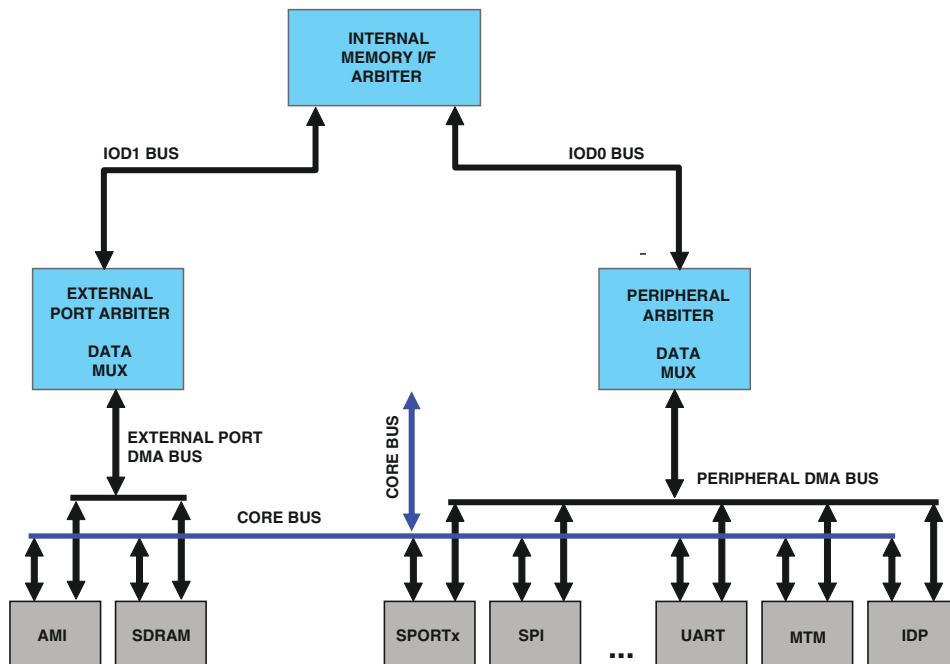 INTERNAL
MEMORY I/F
ARBITER
IOD1 BUS
IOD0 BUS
EXTERNAL
PORT ARBITER
DATA
MUX
PERIPHERAL
ARBITER
DATA
MUX
EXTERNAL PORT
DMA BUS
CORE BUS
PERIPHERAL DMA BUS
CORE BUS
AMI
SDRAM
SPORTx
SPI
...
UART
MTM
IDP